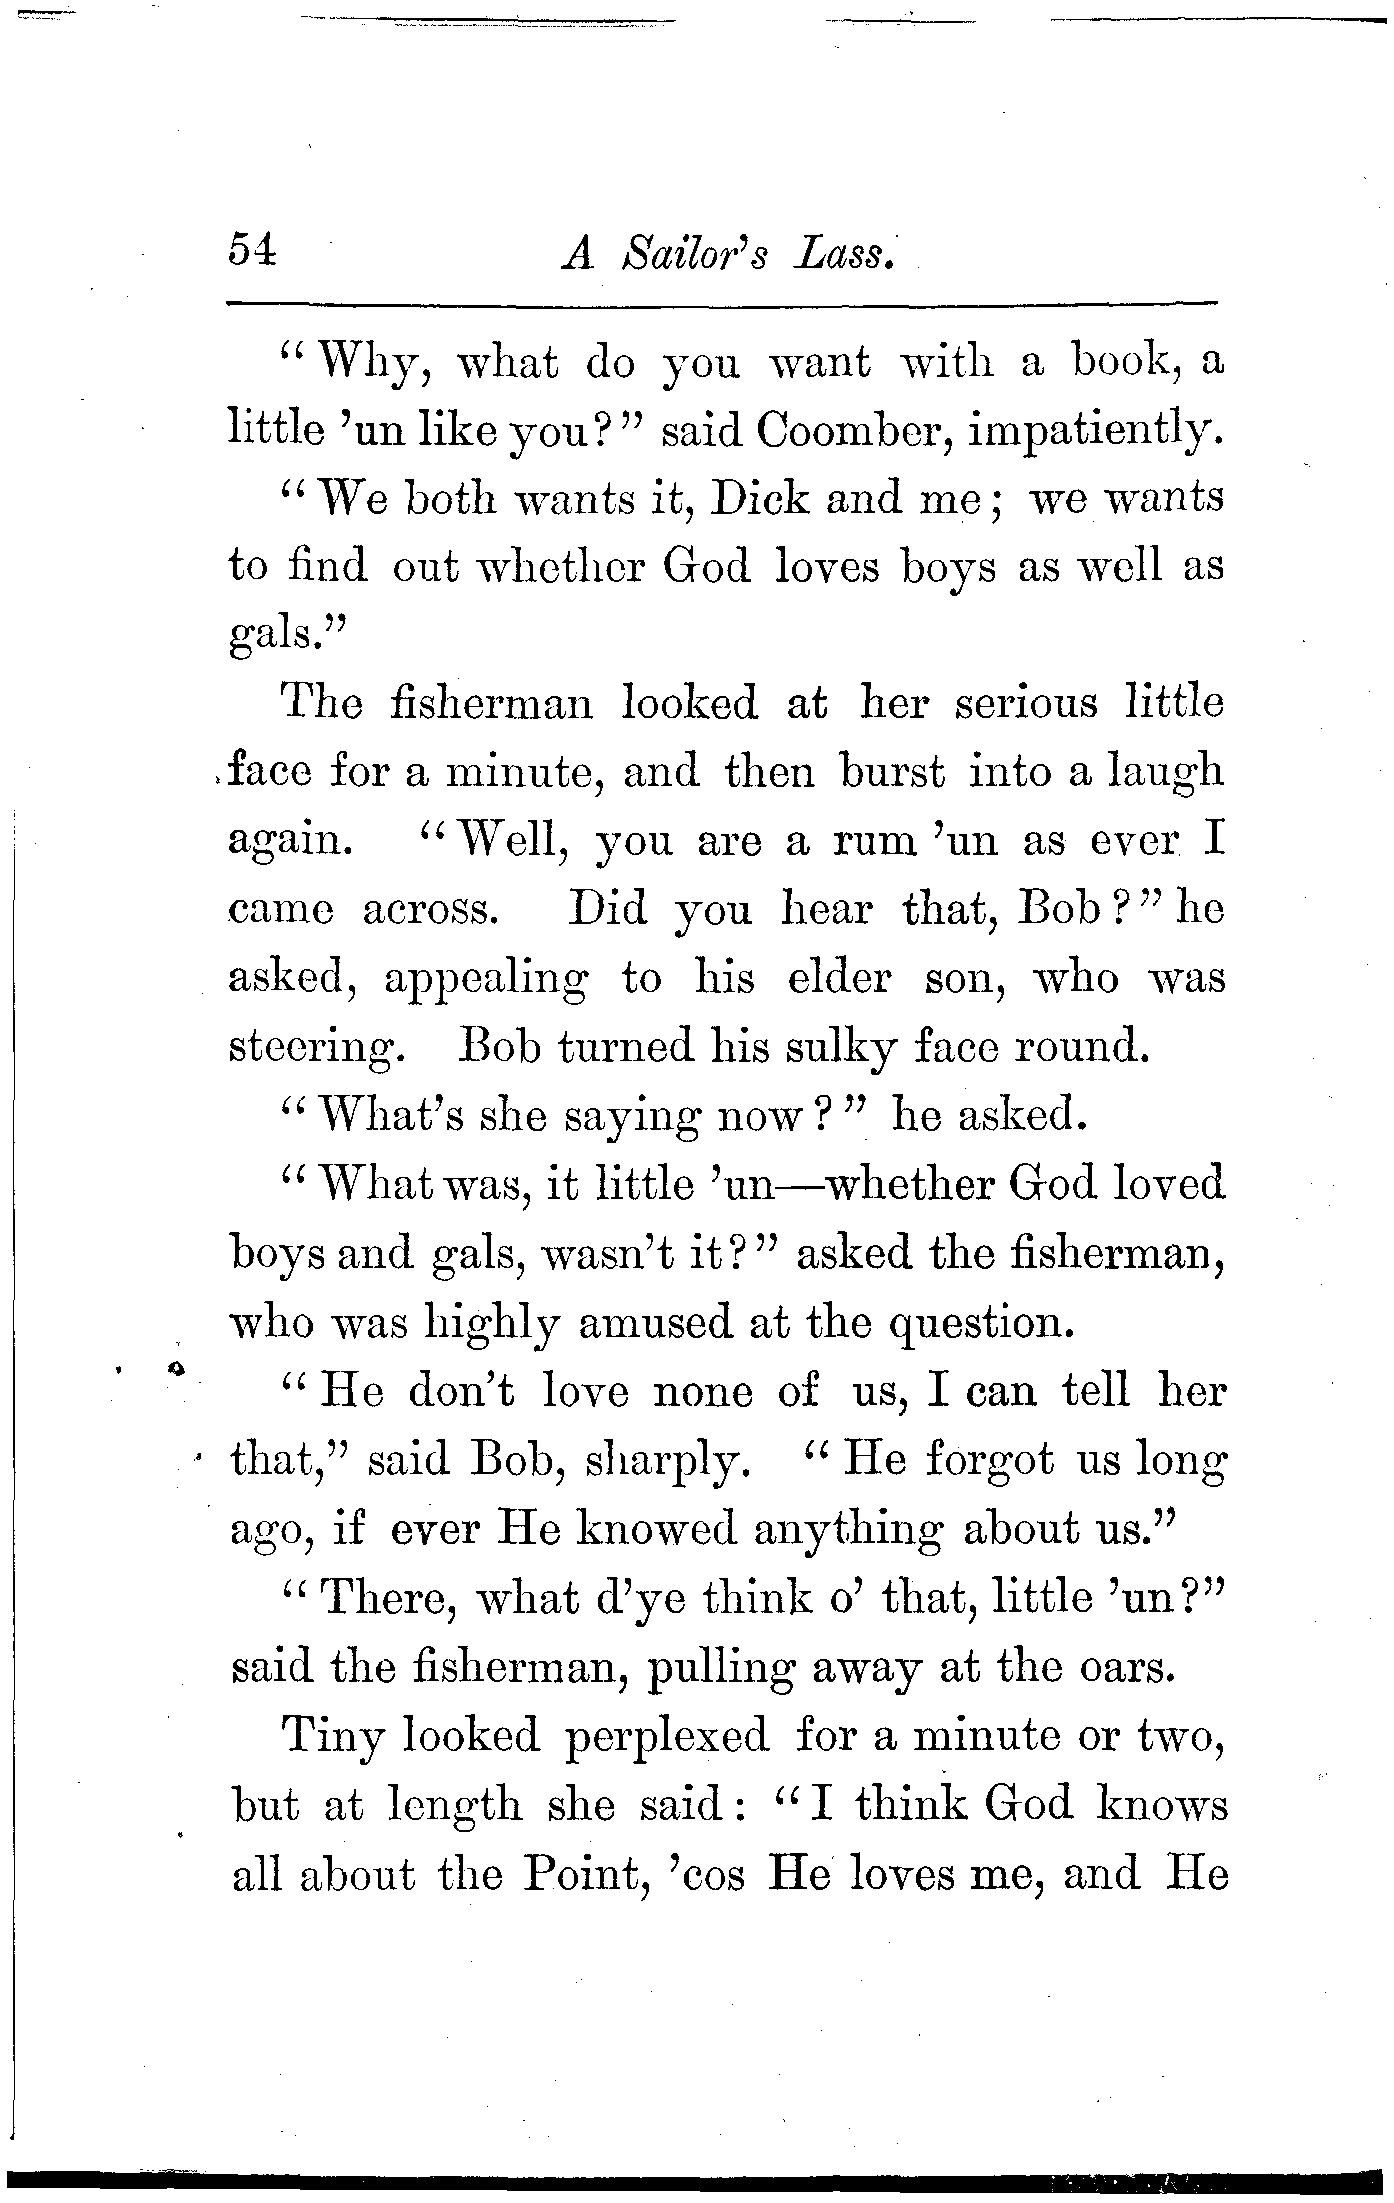 54 A Sailor's Lass.
"Why, what do you want with a book, a
little 'un like you?" said Coomber, impatiently.
"We both wants it, Dick and me; we wants
to find out whether God loves boys as well as
gals."
The fisherman looked at her serious little
face for a minute, and then burst into a laugh
again. "Well, you are a rum 'un as ever I
came across. Did you hear that, Bob?" he
asked, appealing to his elder son, who was
steering. Bob turned his sulky face round.
"What's she saying now?" he asked.
"What was, it little 'un—whether God loved
boys and gals, wasn't it?" asked the fisherman,
who was highly amused at the question.
"He don't love none of us, I can tell her
that," said Bob, sharply. "He forgot us long
ago, if ever He knowed anything about us."
"There, what d'ye think o' that, little 'un?"
said the fisherman, pulling away at the oars.
Tiny looked perplexed for a minute or two,
but at length she said: "I think God knows
all about the Point, 'cos He loves me, and He